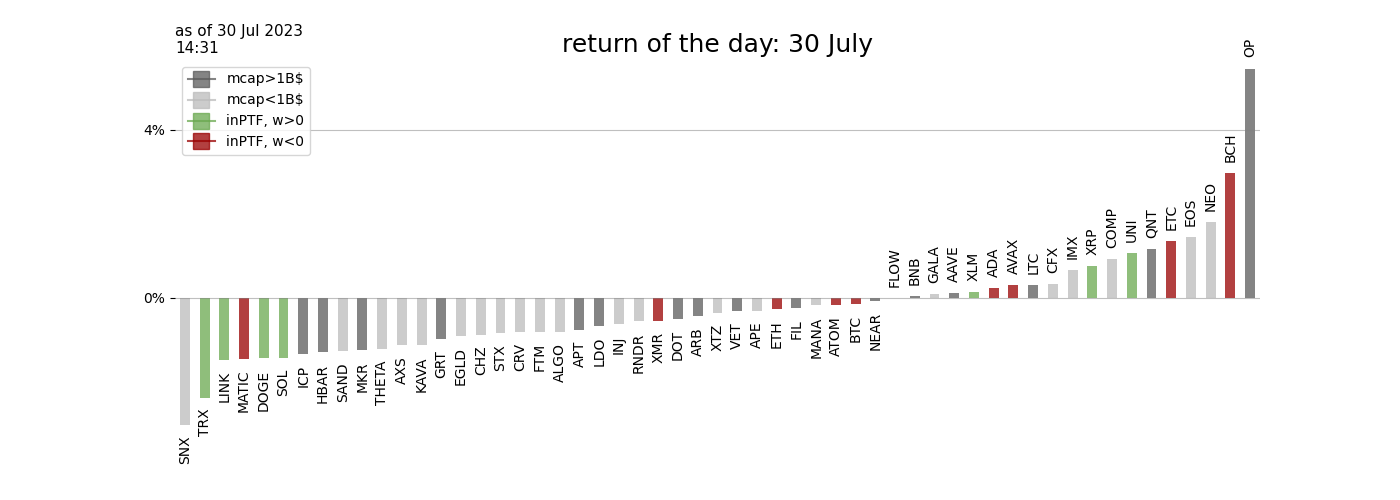 as of 30 Jul 2023
14:31
return of the day: 30 July
mcap>1B$
mcap<1B$
inPTF, w>0
inPTF, w<0
4%
0%
SNX
TRX
LINK
MATIC
DOGE
SOL
ICP
HBAR
SAND
MKR
THETA
AXS
KAVA
GRT
EGLD
CHZ
STX
CRV
FTM
ALGO
APT
LDO
INJ
RNDR
XMR
DOT
ARB
XTZ
VET
APE
ETH
FIL
MANA
ATOM
BTC
NEAR
FLOW
BNB
GALA
AAVE
XLM
ADA
AVAX
LTC
CFX
IMX
XRP
COMP
UNI
QNT
ETC
EOS
NEO
BCH
OP